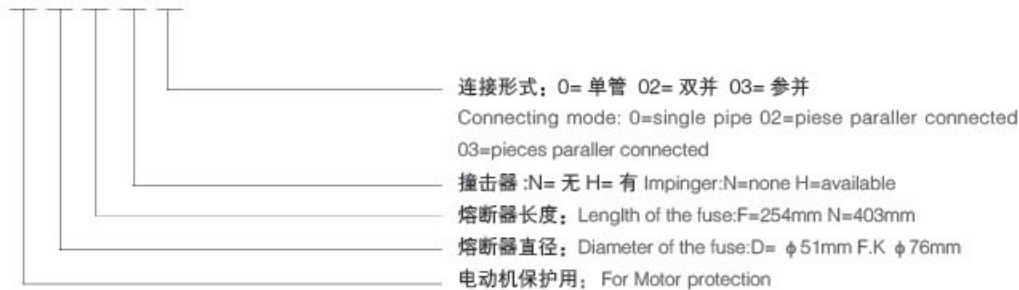 连接形式：0= 单管 02= 双并 03= 参并
Connecting mode: 0=single pipe 02=piese paraller connected
03=pieces paraller connected
撞击器 :N= 无 H= 有 Impinger:N=none H=available
熔断器长度：Lenglth of the fuse:F=254mm N=403mm
熔断器直径：Diameter of the fuse:D= ϕ51mm F.K ϕ76mm
电动机保护用：For Motor protection